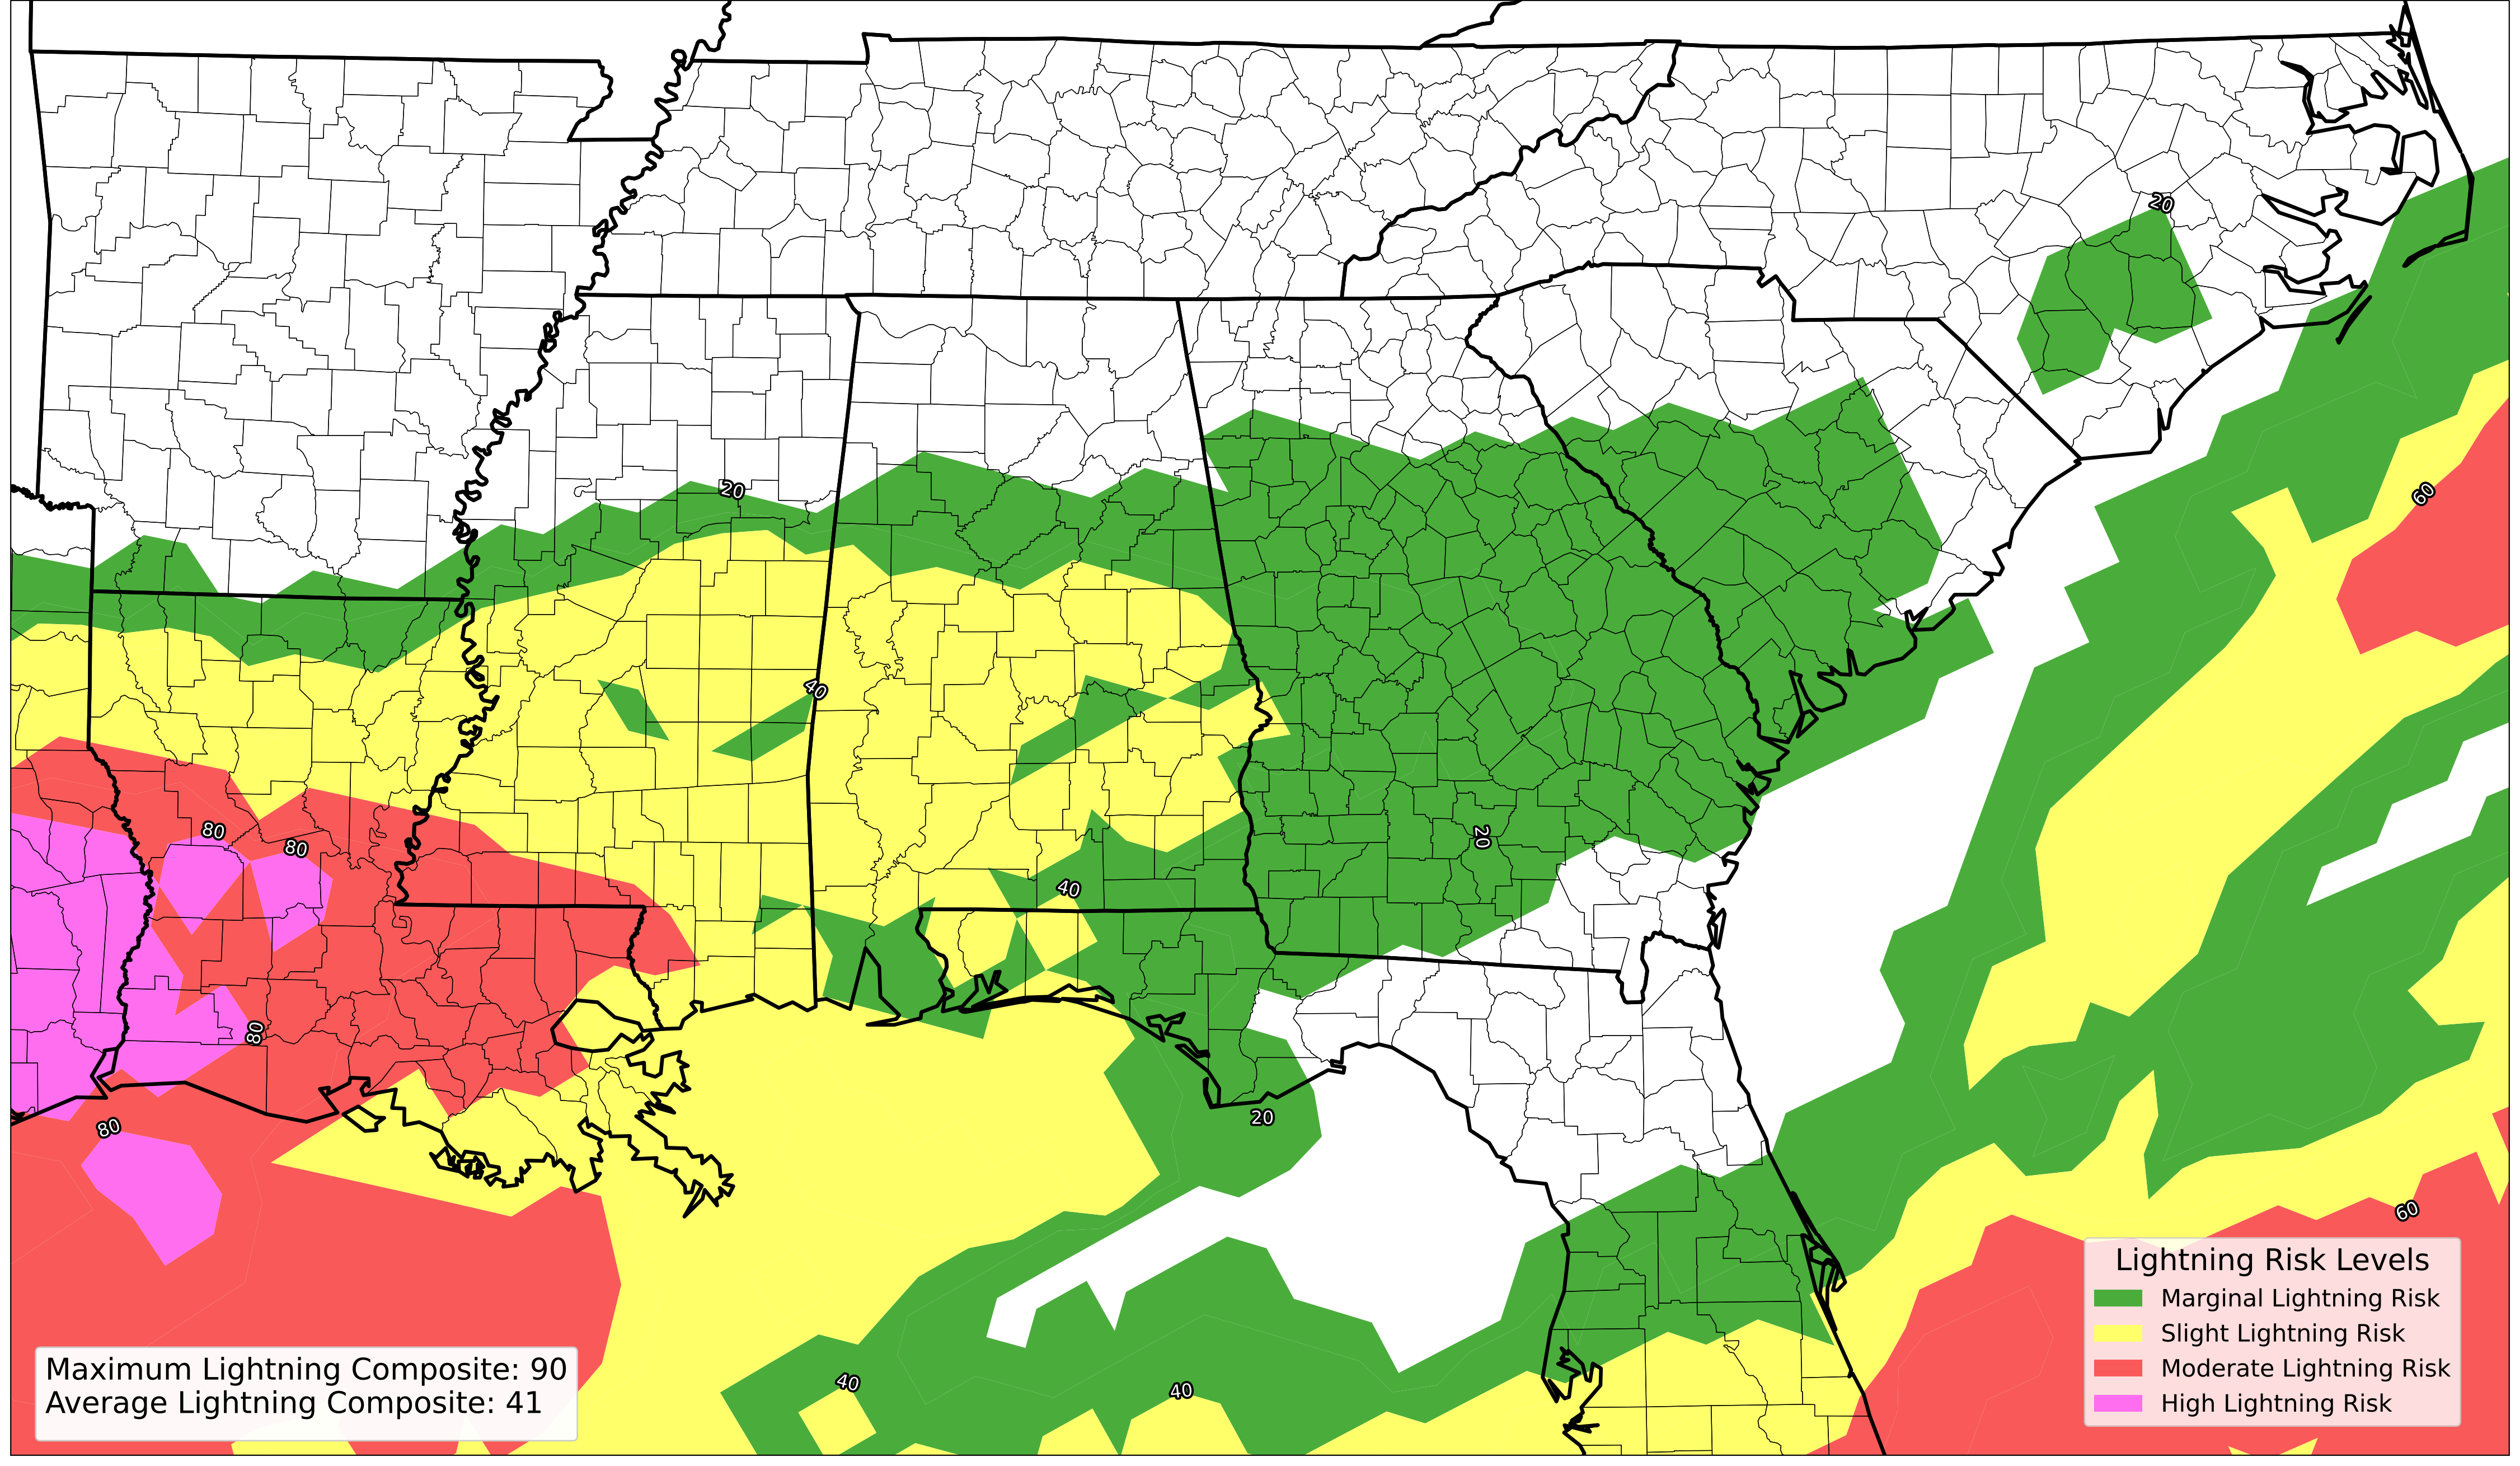 20
20
60
40
80
80
20
40
80
80
20
60
40
40
Lightning Risk Levels
Marginal Lightning Risk
Slight Lightning Risk
Moderate Lightning Risk
High Lightning Risk
Maximum Lightning Composite: 90
Average Lightning Composite: 41